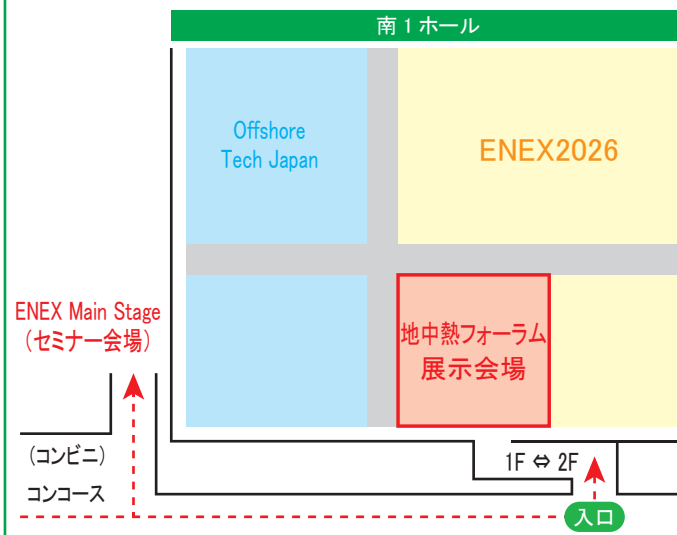 南1ホール
Offshore
Tech Japan
ENEX2026
ENEX Main Stage
（セミナー会場）
地中熱フォーラム
展示会場
（コンビニ）
コンコース
1F ⇔ 2F
入口